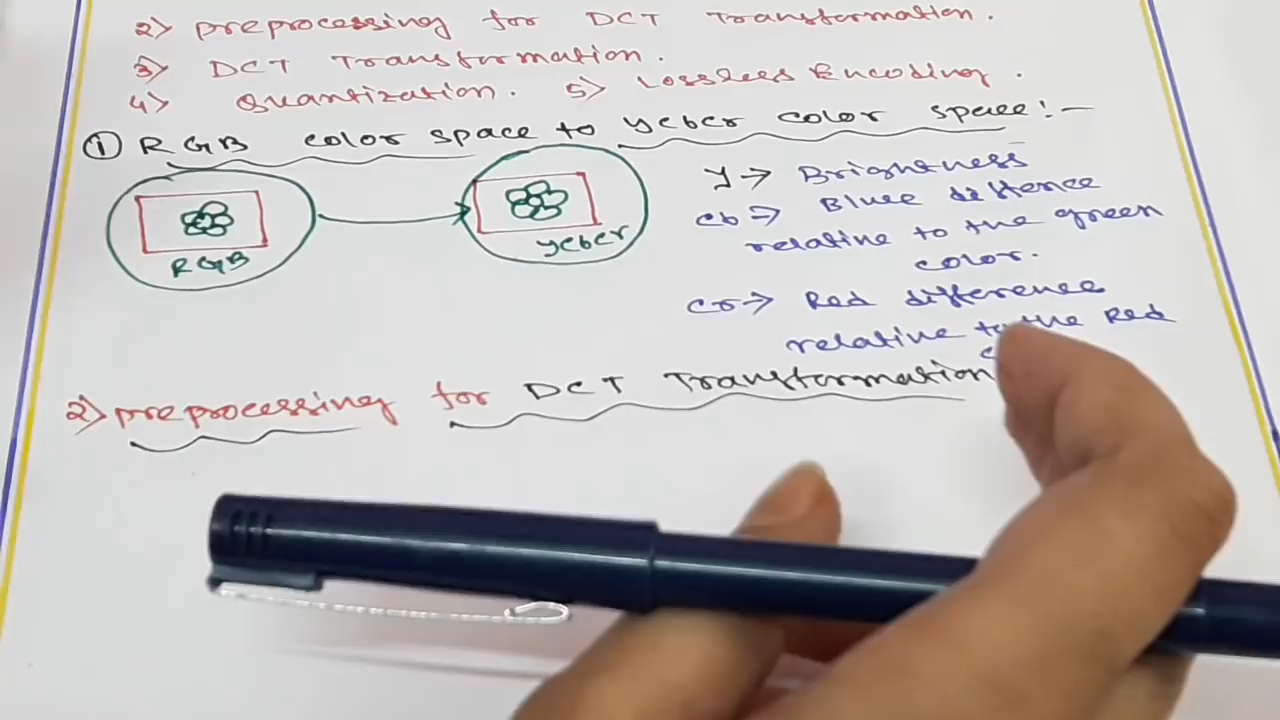 2) preprocessing for DCT Transformation.
3) DCT Transformation.
4) Quantization. 5) Lossless Encoding.
① RGB color space to ycbcr color space:-
RGB
ycbcr
y → Brightness
cb → Blue diffence
relative to the green
color.
cr → Red difference
relative to the Red
2) preprocessing for DCT Transformation